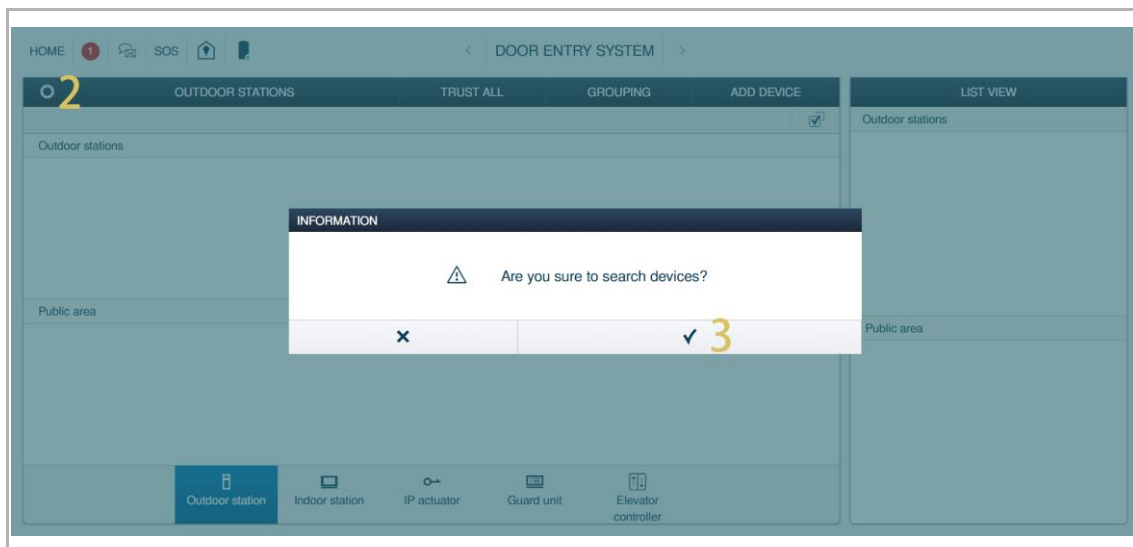 HOME 1 SOS < DOOR ENTRY SYSTEM >
2 OUTDOOR STATIONS TRUST ALL GROUPING ADD DEVICE LIST VIEW
Outdoor stations
Outdoor stations
INFORMATION
Are you sure to search devices?
3
Public area
Public area
Outdoor station Indoor station IP actuator Guard unit Elevator
controller